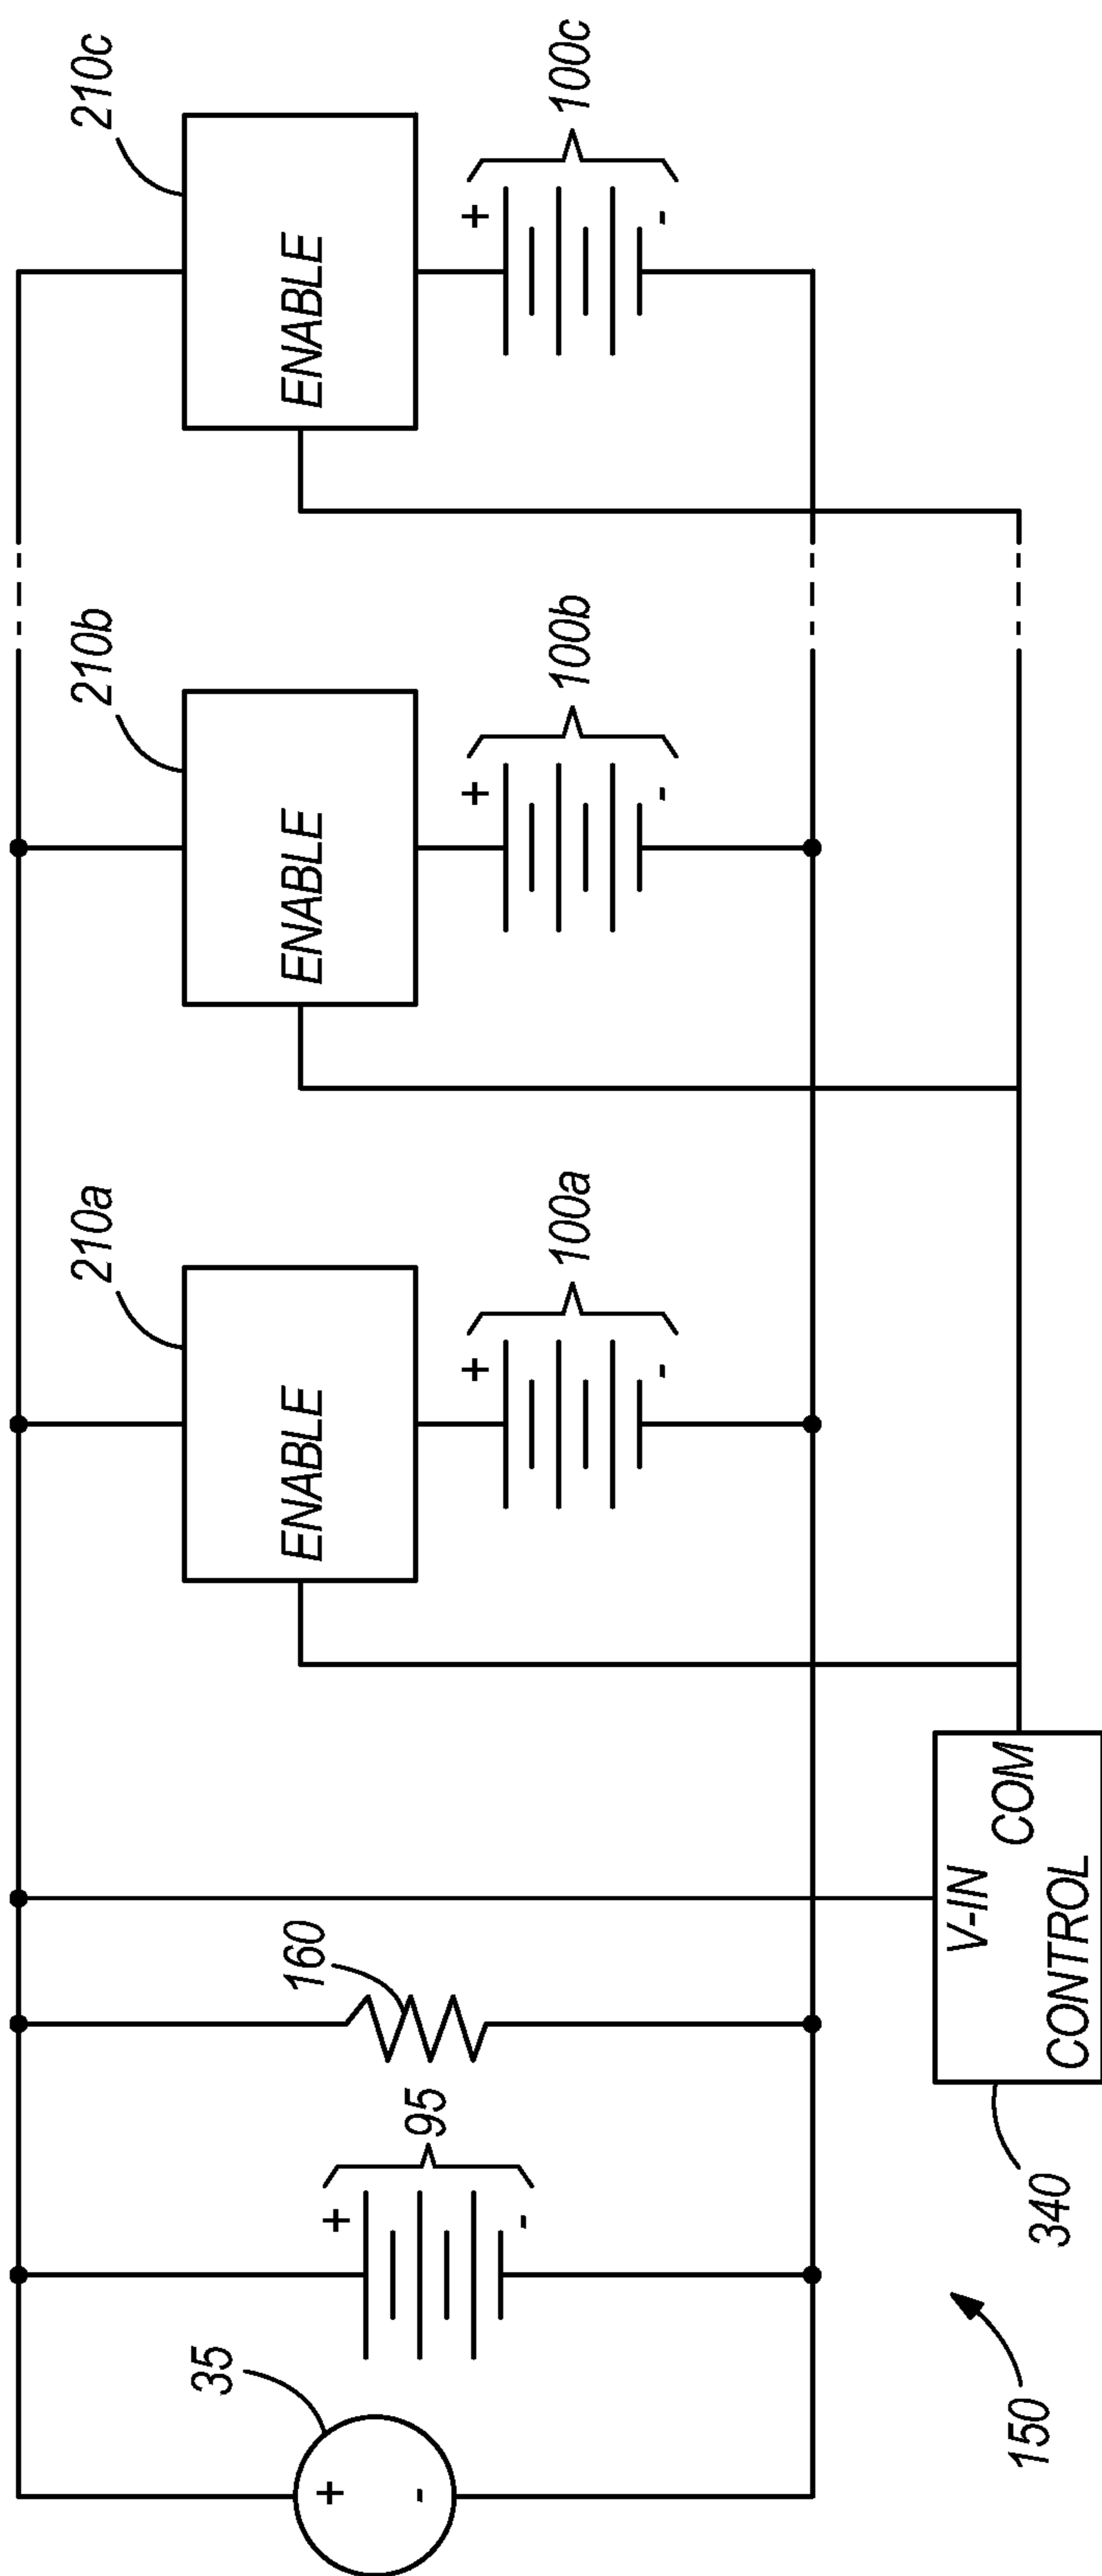 210a
210b
210c
ENABLE
ENABLE
ENABLE
+
+
+
100a
100b
100c
-
-
-
35
+
-
+
95
-
160
V-IN
COM
CONTROL
340
150